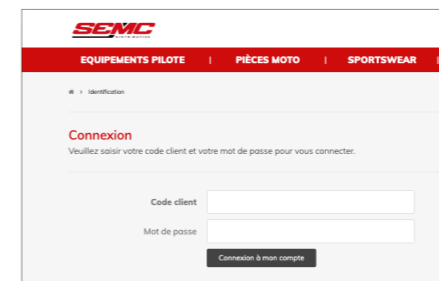 SEMC
EQUIPEMENTS PILOTE | PIÈCES MOTO | SPORTSWEAR |
> Identification
Connexion
Veuillez saisir votre code client et votre mot de passe pour vous connecter.
Code client
Mot de passe
Connexion à mon compte